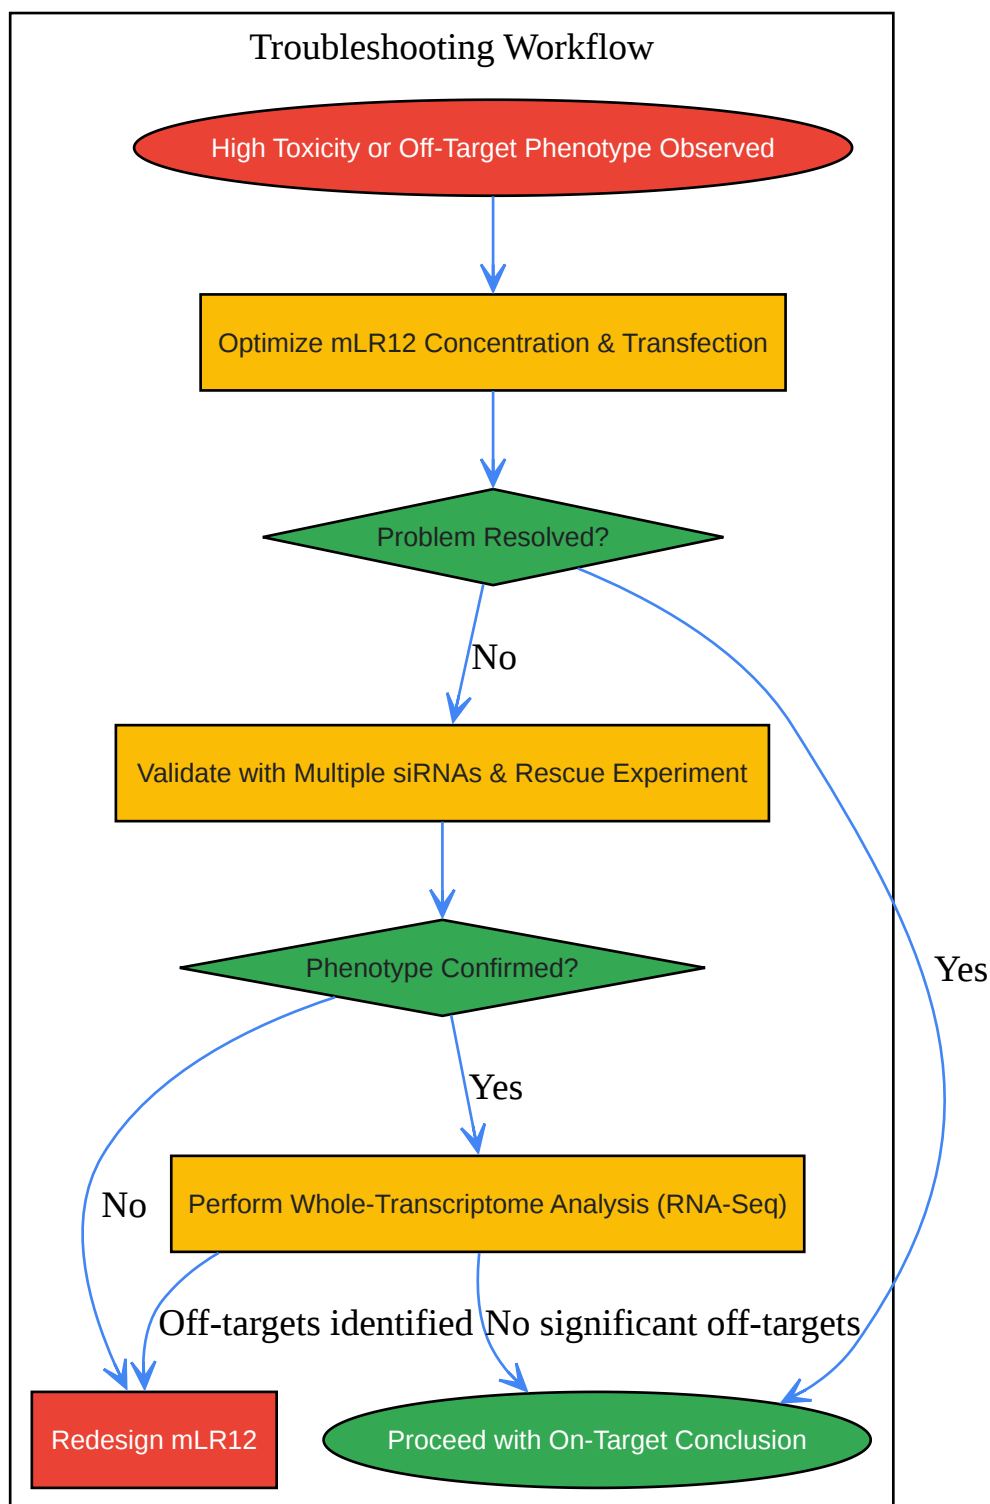 Troubleshooting Workflow
High Toxicity or Off-Target Phenotype Observed
Optimize mLR12 Concentration & Transfection
Problem Resolved?
No
Validate with Multiple siRNAs & Rescue Experiment
Phenotype Confirmed?
Yes
Yes
No
Perform Whole-Transcriptome Analysis (RNA-Seq)
Off-targets identified
No significant off-targets
Redesign mLR12
Proceed with On-Target Conclusion